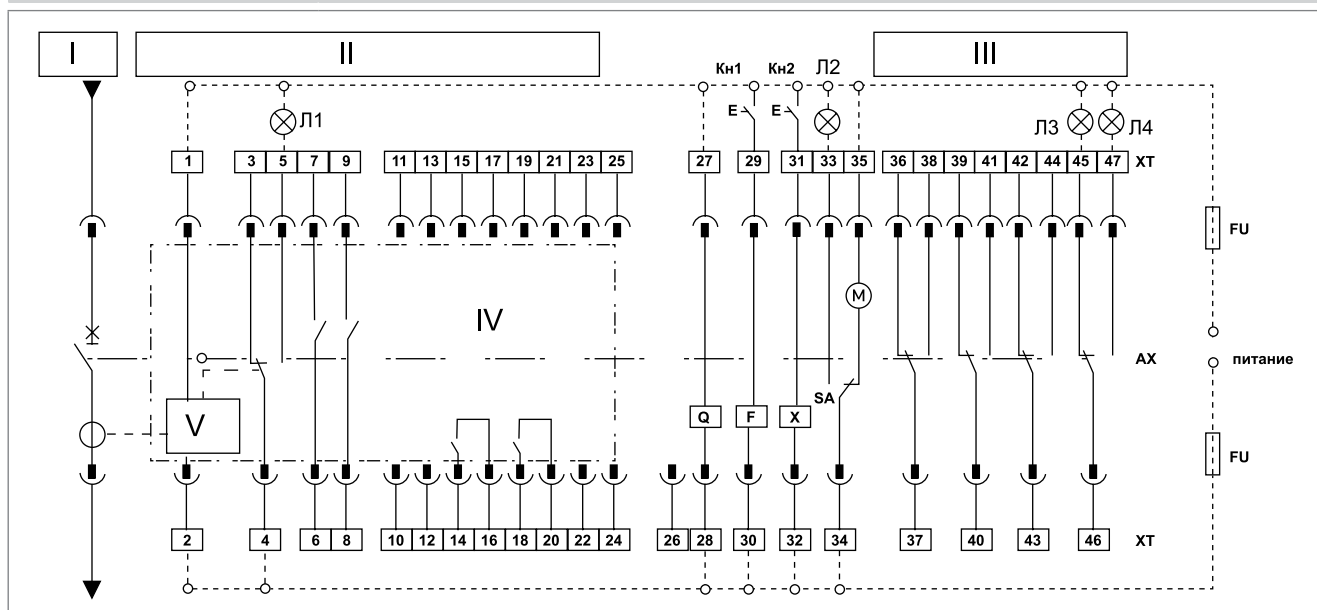 I II III
Кн1 Кн2 Л2
E E
Л1 Л3 Л4
1 3 5 7 9 11 13 15 17 19 21 23 25 27 29 31 33 35 36 38 39 41 42 44 45 47 XT
FU
M
IV
AX
питание
SA
V Q F X
FU
2 4 6 8 10 12 14 16 18 20 22 24 26 28 30 32 34 37 40 43 46 XT